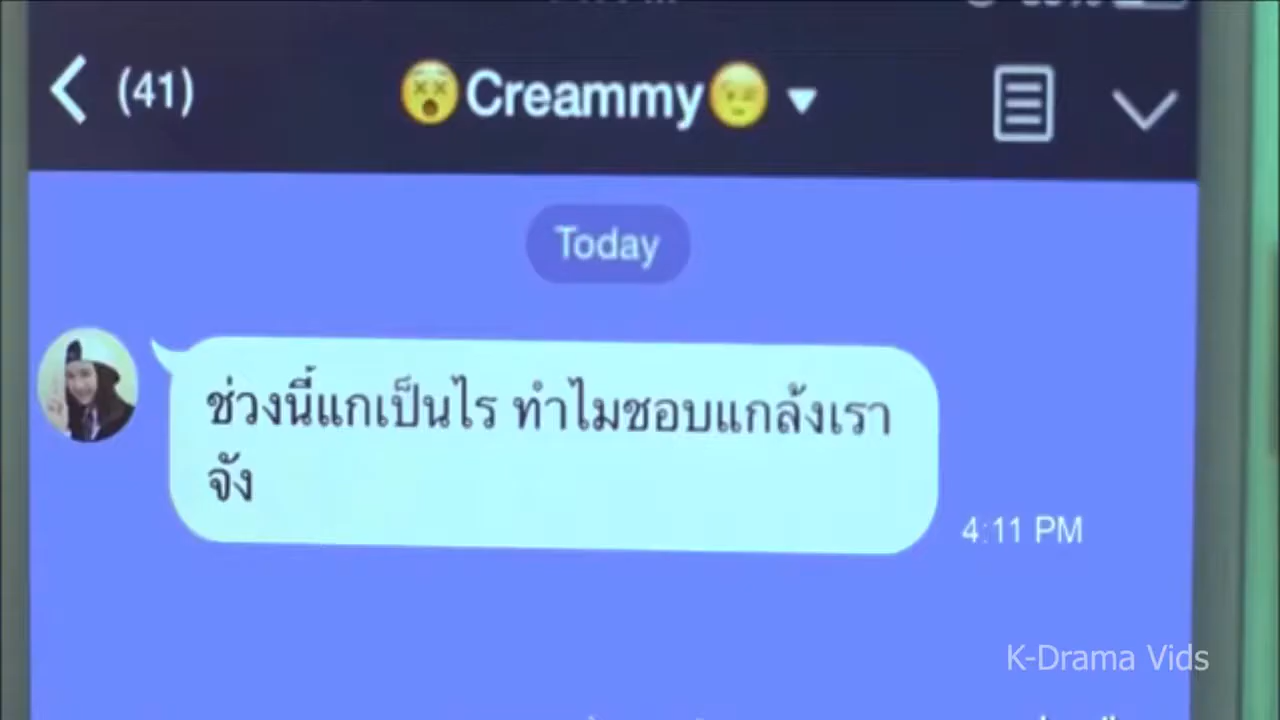 (41) 😵Creammy😔
Today
ช่วงนี้แกเป็นไร ทำไมชอบแกล้งเรา
จัง
4:11 PM
K-Drama Vids